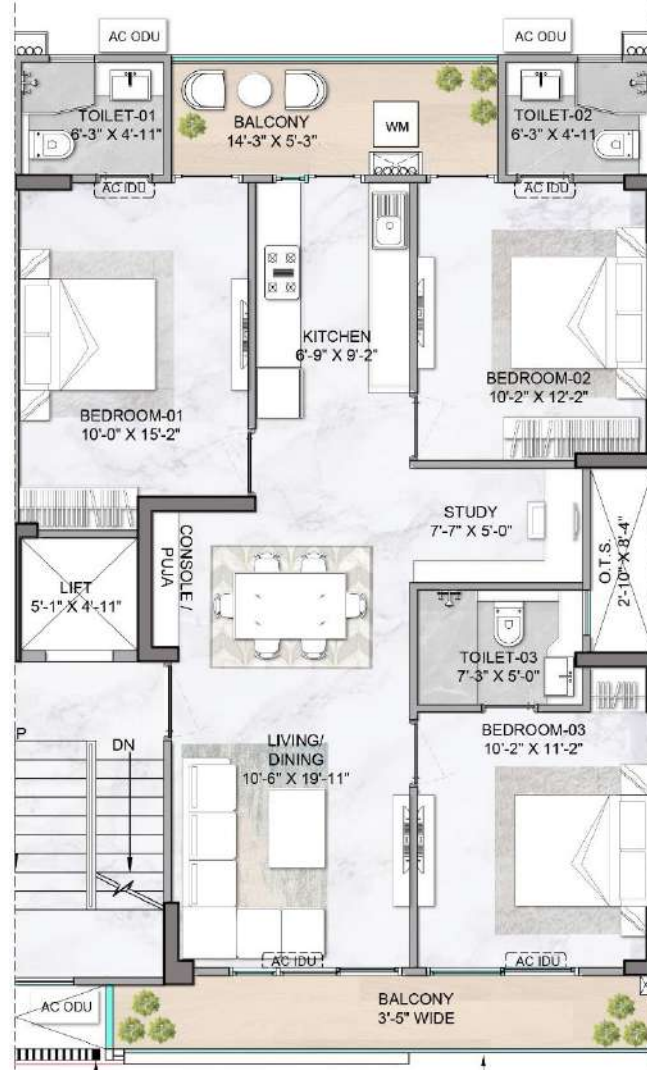 AC ODU
AC ODU
TOILET-01
6'-3" X 4'-11"
BALCONY
14'-3" X 5'-3"
WM
TOILET-02
6'-3" X 4'-11
AC IDU
AC IDU
KITCHEN
6'-9" X 9'-2"
BEDROOM-01
10'-0" X 15'-2"
BEDROOM-02
10'-2" X 12'-2"
STUDY
7'-7" X 5'-0"
CONSOLE /
PUJA
O.T.S.
2'-10" X 8'-4"
LIFT
5'-1" X 4'-11"
TOILET-03
7'-3" X 5'-0"
P
DN
LIVING/
DINING
10'-6" X 19'-11"
BEDROOM-03
10'-2" X 11'-2"
AC IDU
AC IDU
AC ODU
BALCONY
3'-5" WIDE